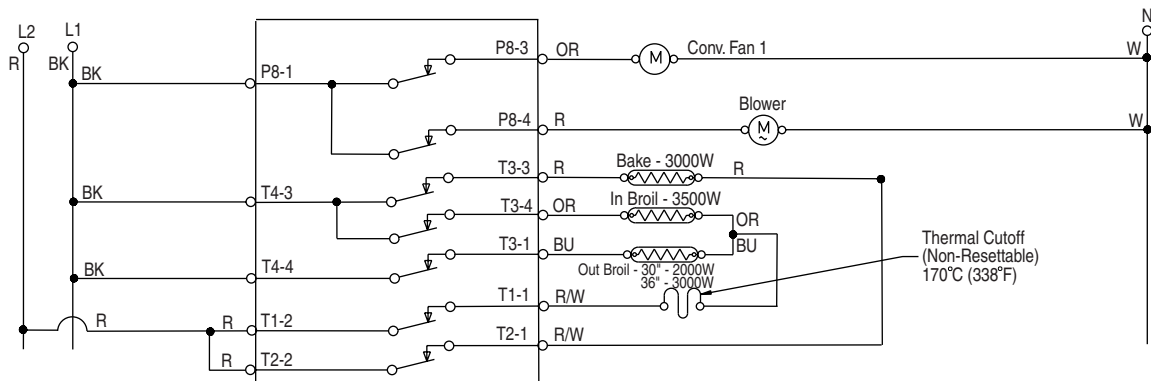 L2 L1 N
R BK
BK P8-1 P8-3 OR M Conv. Fan 1 W
P8-4 R Blower M ~ W
T3-3 R Bake - 3000W R
BK T4-3 T3-4 OR In Broil - 3500W OR
BK T4-4 T3-1 BU BU
Out Broil - 30" - 2000W
36" - 3000W
Thermal Cutoff
(Non-Resettable)
170°C (338°F)
T1-1 R/W
R R T1-2
T2-1 R/W
R T2-2